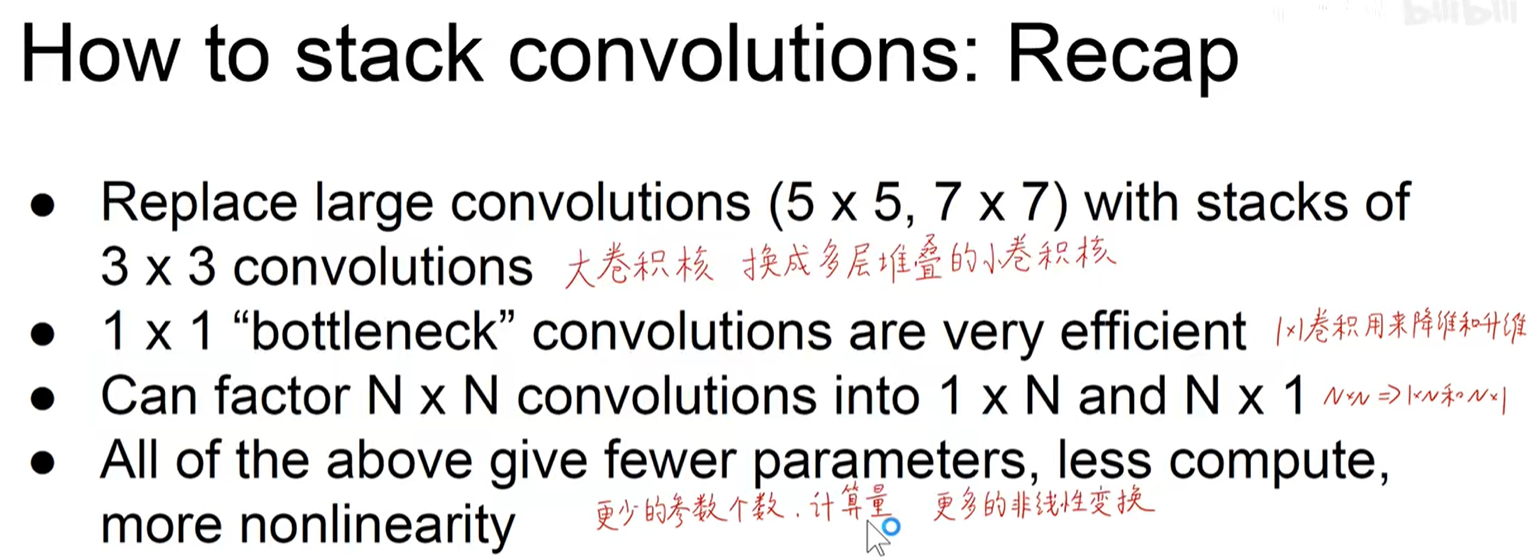 bilibili
How to stack convolutions: Recap
● Replace large convolutions (5 x 5, 7 x 7) with stacks of
3 x 3 convolutions 大卷积核 换成多层堆叠的小卷积核
● 1 x 1 “bottleneck” convolutions are very efficient 1×1卷积用来降维和升维
● Can factor N x N convolutions into 1 x N and N x 1 N×N => 1×N和N×1
● All of the above give fewer parameters, less compute,
more nonlinearity 更少的参数个数.计算量 更多的非线性变换